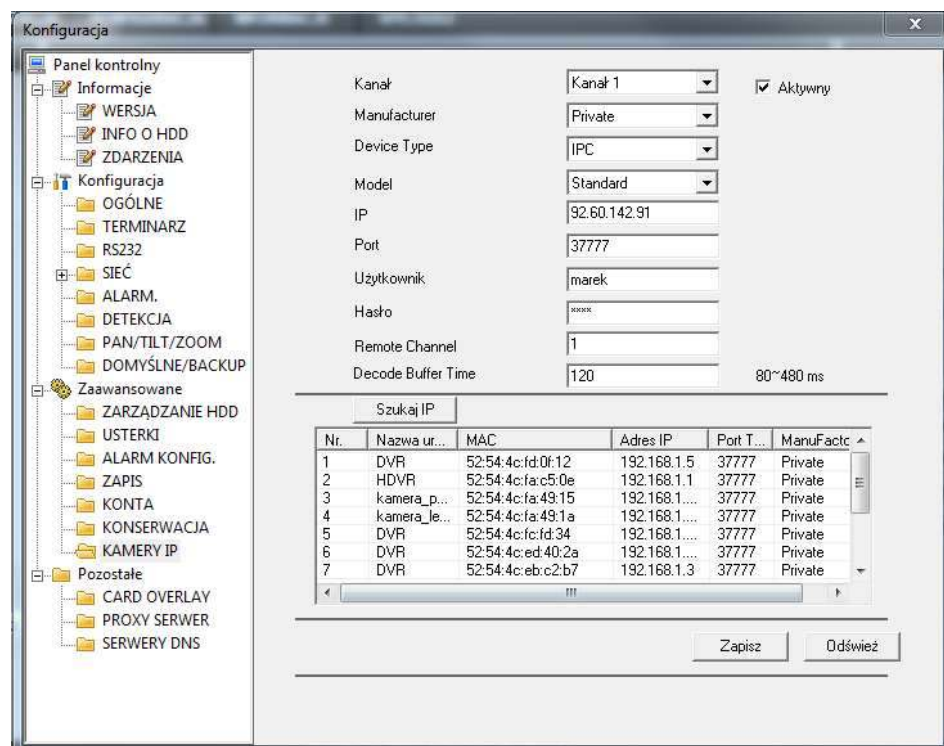 Konfiguracja
x
Panel kontrolny
Informacje
WERSJA
INFO O HDD
ZDARZENIA
Konfiguracja
OGÓLNE
TERMINARZ
RS232
SIEĆ
ALARM.
DETEKCJA
PAN/TILT/ZOOM
DOMYŚLNE/BACKUP
Zaawansowane
ZARZĄDZANIE HDD
USTERKI
ALARM KONFIG.
ZAPIS
KONTA
KONSERWACJA
KAMERY IP
Pozostałe
CARD OVERLAY
PROXY SERWER
SERWERY DNS
Kanał Kanał 1 Aktywny
Manufacturer Private
Device Type IPC
Model Standard
IP 92.60.142.91
Port 37777
Użytkownik marek
Hasło ****
Remote Channel 1
Decode Buffer Time 120 80~480 ms
Szukaj IP
Nr. Nazwa ur... MAC Adres IP Port T... ManuFactc
1 DVR 52:54:4c:fd:0f:12 192.168.1.5 37777 Private
2 HDVR 52:54:4c:fa:c5:0e 192.168.1.1 37777 Private
3 kamera_p... 52:54:4c:fa:49:15 192.168.1.... 37777 Private
4 kamera_le... 52:54:4c:fa:49:1a 192.168.1.... 37777 Private
5 DVR 52:54:4c:fc:fd:34 192.168.1.... 37777 Private
6 DVR 52:54:4c:ed:40:2a 192.168.1.... 37777 Private
7 DVR 52:54:4c:eb:c2:b7 192.168.1.3 37777 Private
Zapisz Odśwież